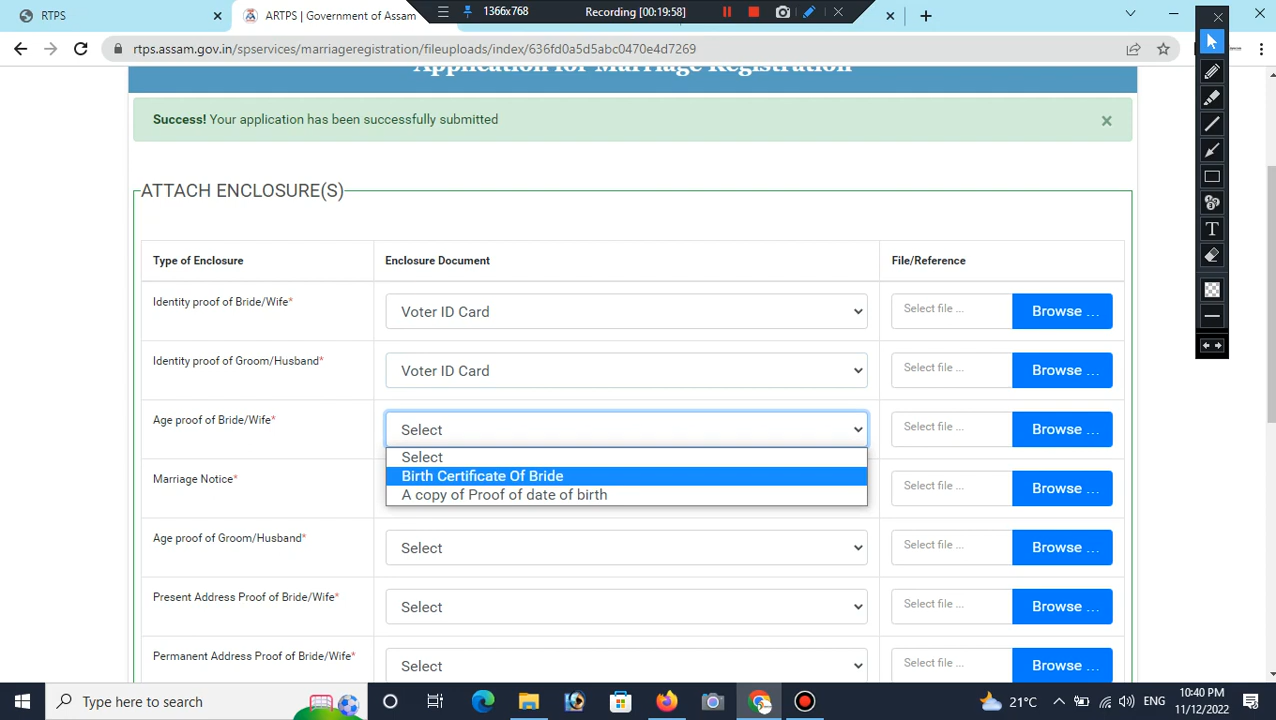 RTPS
ARTPS | Government of Assam
1366x768
Recording [00:19:58]
rtps.assam.gov.in/spservices/marriageregistration/fileuploads/index/636fd0a5d5abc0470e4d7269
Application for Marriage Registration
Success! Your application has been successfully submitted
×
ATTACH ENCLOSURE(S)
Type of Enclosure
Enclosure Document
File/Reference
Identity proof of Bride/Wife*
Voter ID Card
Select file ...
Browse ...
Identity proof of Groom/Husband*
Voter ID Card
Select file ...
Browse ...
Age proof of Bride/Wife*
Select
Select file ...
Browse ...
Select
Birth Certificate Of Bride
A copy of Proof of date of birth
Marriage Notice*
Select file ...
Browse ...
Age proof of Groom/Husband*
Select
Select file ...
Browse ...
Present Address Proof of Bride/Wife*
Select
Select file ...
Browse ...
Permanent Address Proof of Bride/Wife*
Select
Select file ...
Browse ...
T
Type here to search
21°C
ENG
10:40 PM
11/12/2022